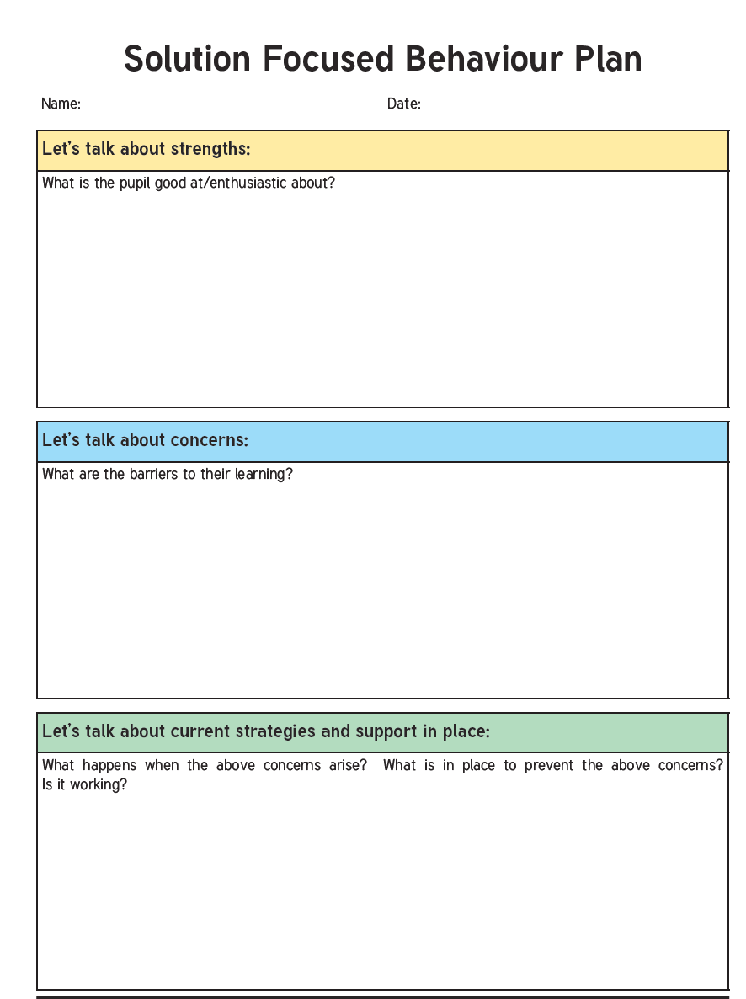 Solution Focused Behaviour Plan
Name: Date:
Let's talk about strengths:
What is the pupil good at/enthusiastic about?
Let's talk about concerns:
What are the barriers to their learning?
Let's talk about current strategies and support in place:
What happens when the above concerns arise? What is in place to prevent the above concerns?
Is it working?